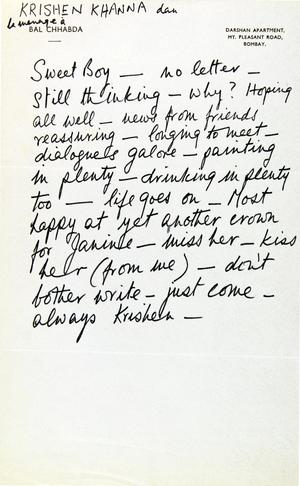 KRISHEN KHANNA dan
le menage à
BAL CHHABDA
DARSHAN APARTMENT,
MT. PLEASANT ROAD,
BOMBAY.
Sweet Boy — no letter —
still thinking — why? Hoping
all well — news from friends
reassuring — longing to meet —
dialogues galore — painting
in plenty — drinking in plenty
too — life goes on — Most
happy at yet another crown
for Janine — miss her — kiss
her (from me) — don't
bother write — just come —
always Krishen —